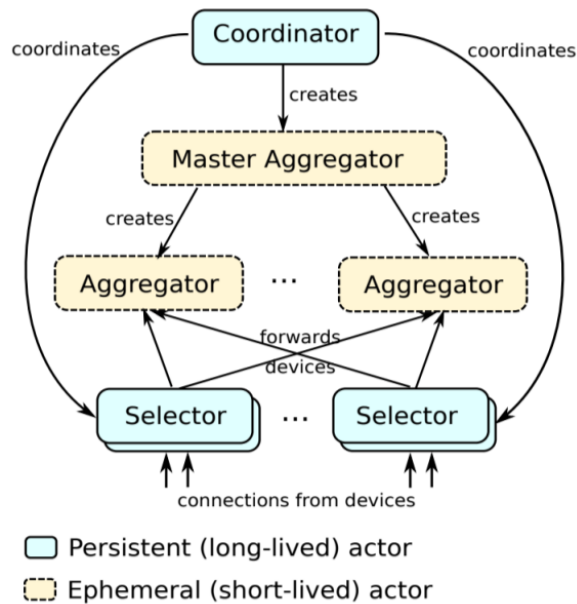 Coordinator
coordinates
coordinates
creates
Master Aggregator
creates
creates
Aggregator
...
Aggregator
forwards
devices
Selector
...
Selector
connections from devices
Persistent (long-lived) actor
Ephemeral (short-lived) actor